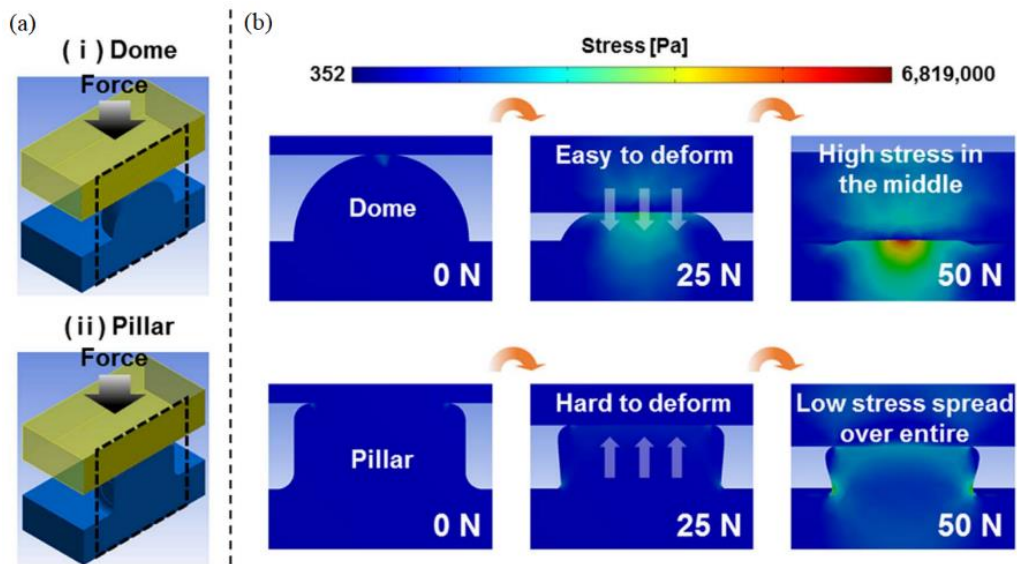 (a)
( i ) Dome
Force
( ii ) Pillar
Force
(b)
Stress [Pa]
352
6,819,000
Dome
0 N
Easy to deform
25 N
High stress in
the middle
50 N
Pillar
0 N
Hard to deform
25 N
Low stress spread
over entire
50 N